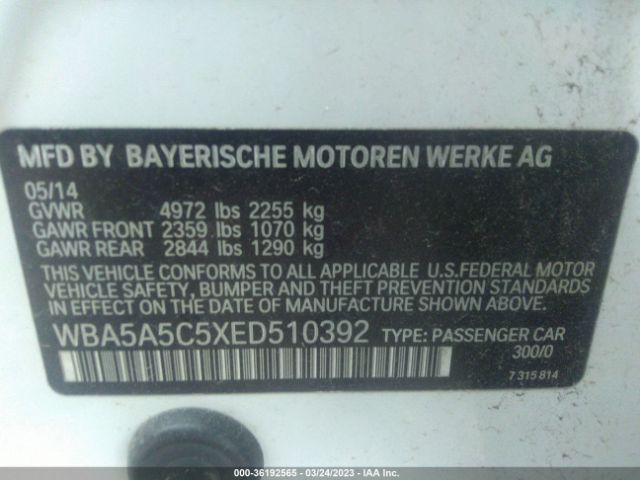 MFD BY BAYERISCHE MOTOREN WERKE AG
05/14
GVWR 4972 lbs 2255 kg
GAWR FRONT 2359 lbs 1070 kg
GAWR REAR 2844 lbs 1290 kg
THIS VEHICLE CONFORMS TO ALL APPLICABLE U.S.FEDERAL MOTOR
VEHICLE SAFETY, BUMPER, AND THEFT PREVENTION STANDARDS
IN EFFECT ON THE DATE OF MANUFACTURE SHOWN ABOVE.
WBA5A5C5XED510392 TYPE: PASSENGER CAR
300/0
7 315 814
000-36192565 - 03/24/2023 - IAA Inc.